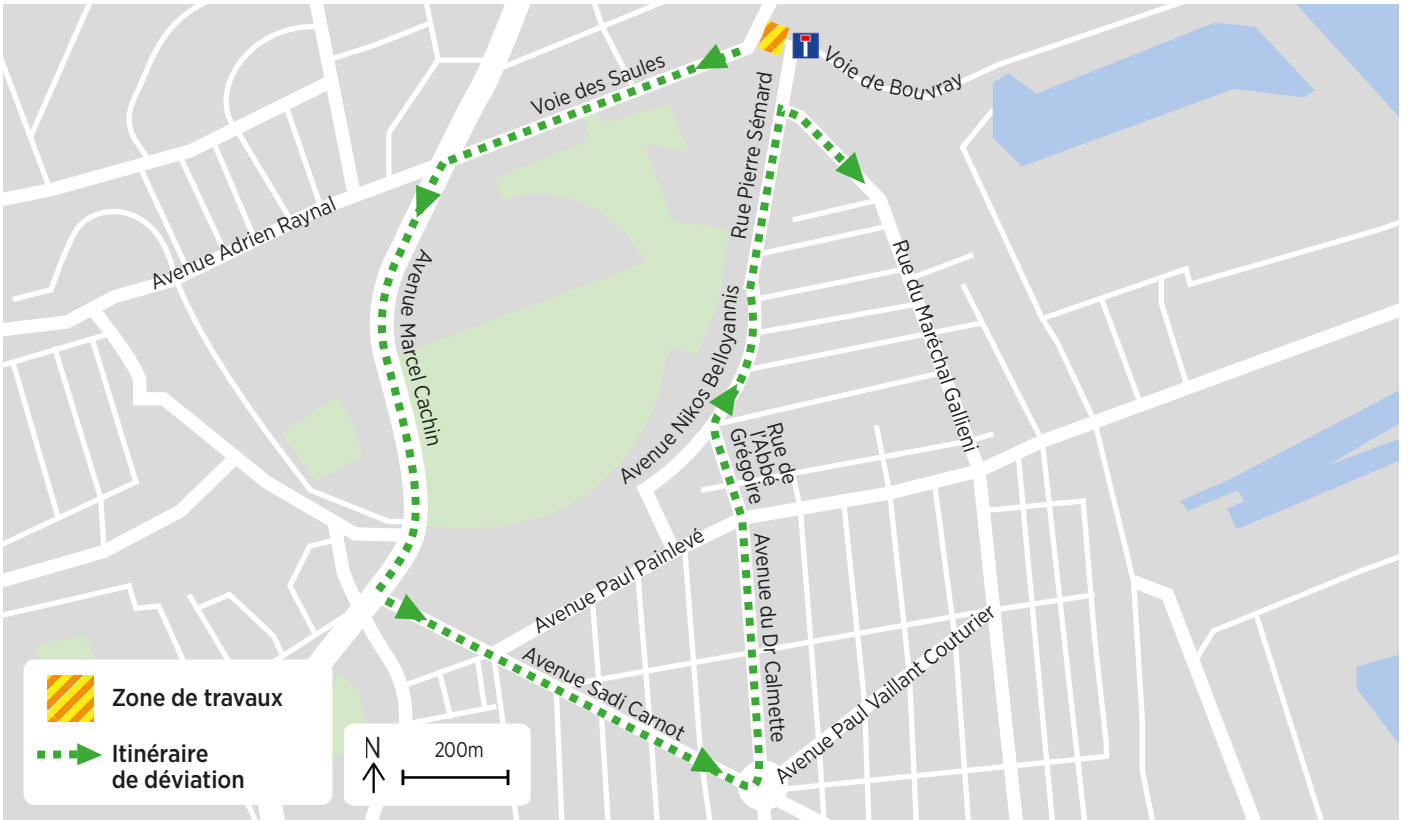 Voie des Saules
Voie de Bouvray
Rue Pierre Sémard
Avenue Adrien Raynal
Avenue Marcel Cachin
Rue du Maréchal Gallieni
Avenue Nikos Belloyannis
Rue de
l'Abbé
Grégoire
Avenue Paul Painlevé
Avenue du Dr Calmette
Avenue Sadi Carnot
Avenue Paul Vaillant Couturier
Zone de travaux
Itinéraire
de déviation
N
200m